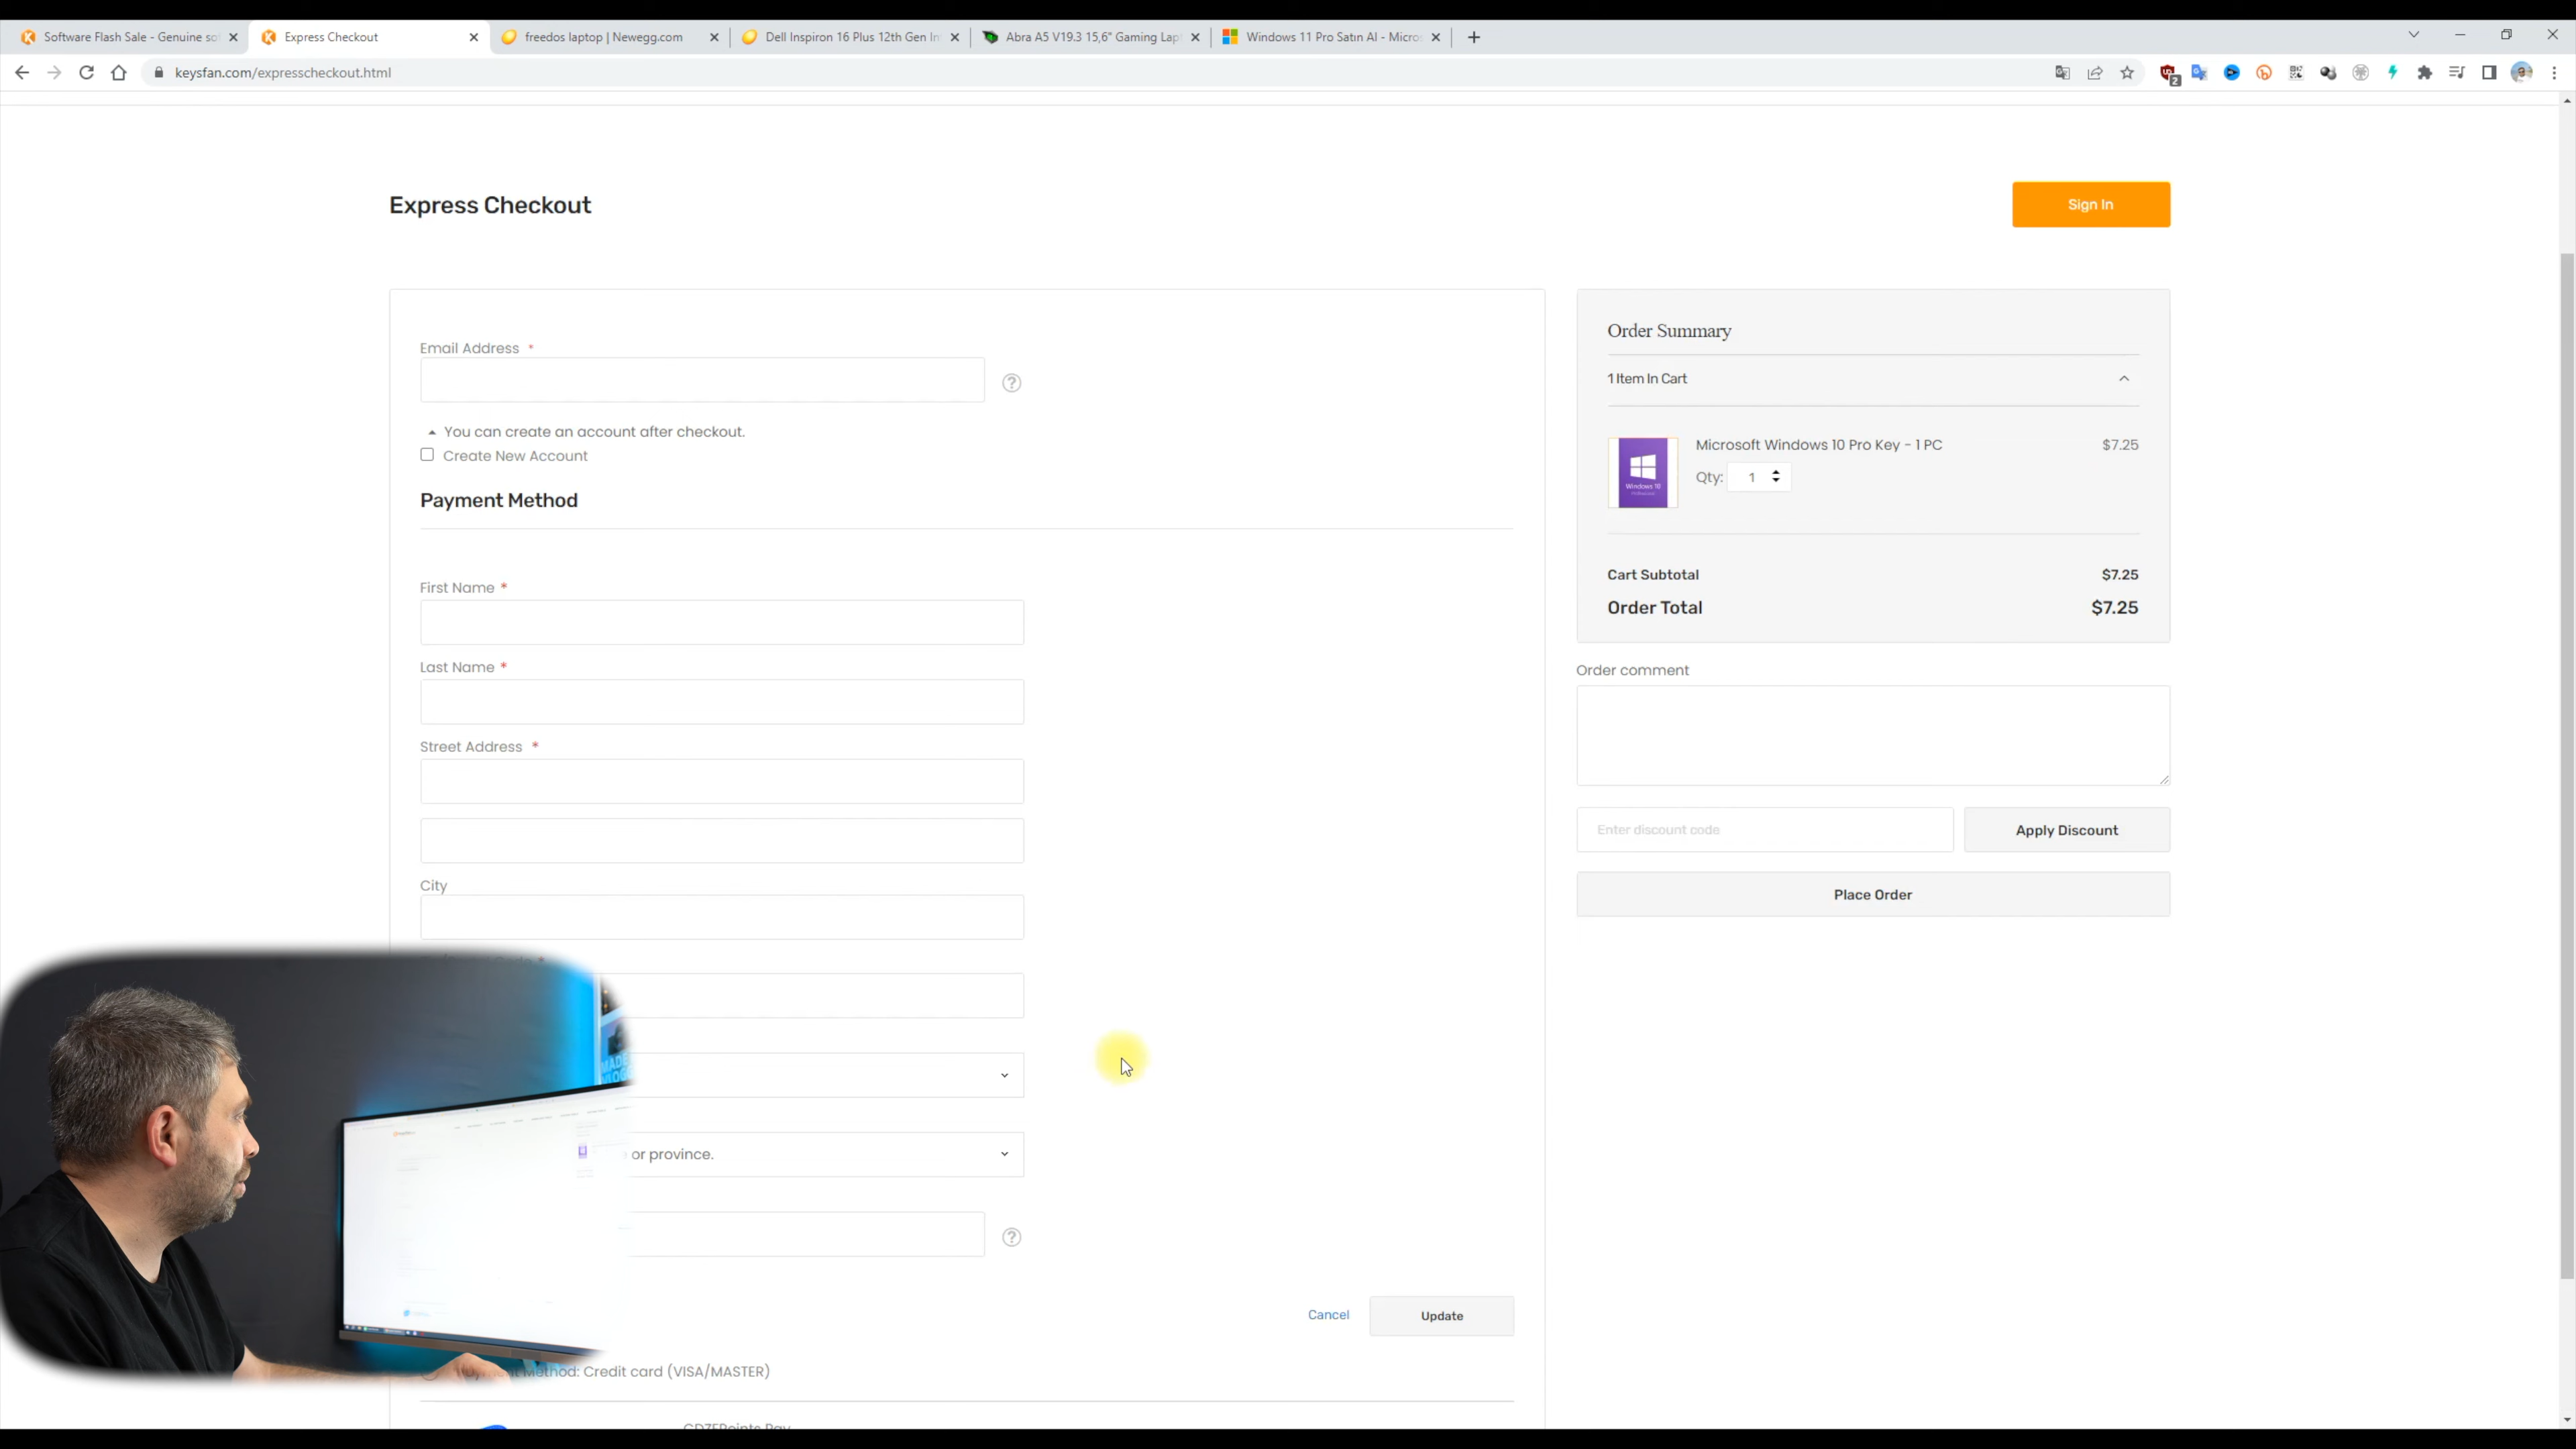 Software Flash Sale - Genuine so
Express Checkout
freedos laptop | Newegg.com
Dell Inspiron 16 Plus 12th Gen In
Abra A5 V19.3 15,6" Gaming Lap
Windows 11 Pro Satın Al - Micros
keysfan.com/expresscheckout.html
2
Express Checkout
Sign In
Email Address *
You can create an account after checkout.
Create New Account
Payment Method
First Name *
Last Name *
Street Address *
City
or province.
Cancel
Update
Method: Credit card (VISA/MASTER)
Order Summary
1 Item In Cart
Windows 10
Microsoft Windows 10 Pro Key - 1 PC
$7.25
Qty: 1
Cart Subtotal
$7.25
Order Total
$7.25
Order comment
Enter discount code
Apply Discount
Place Order